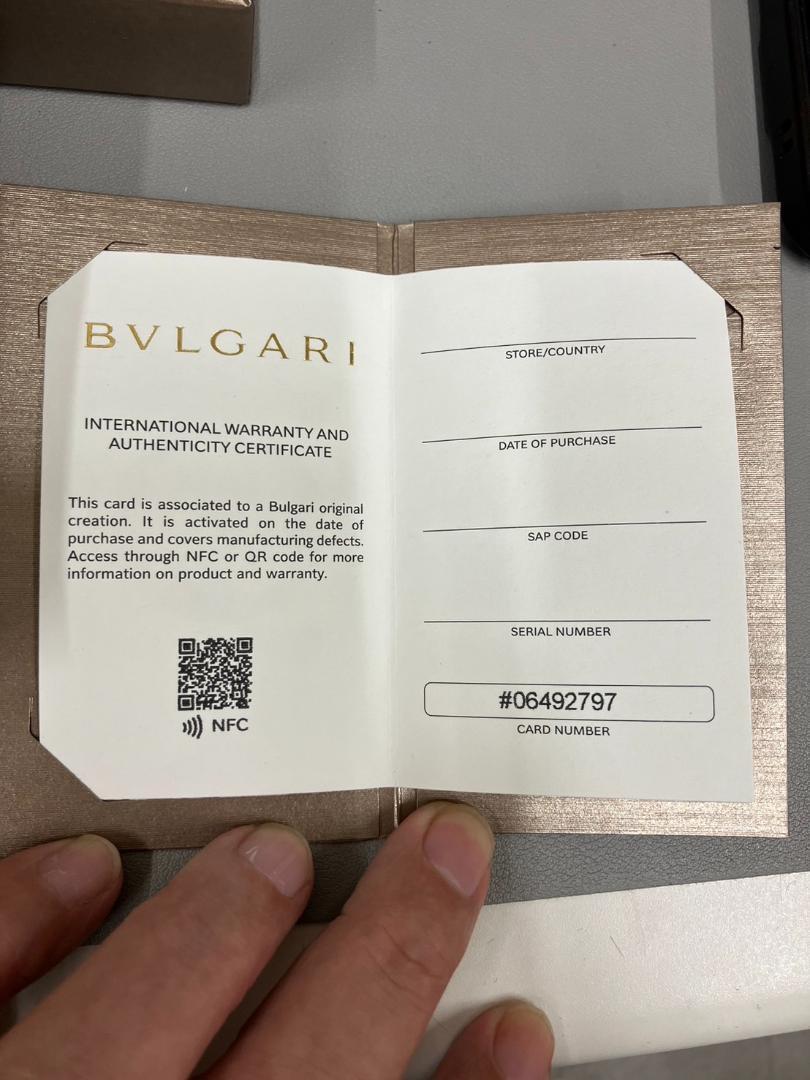 BVLGARI
INTERNATIONAL WARRANTY AND
AUTHENTICITY CERTIFICATE
This card is associated to a Bulgari original
creation. It is activated on the date of
purchase and covers manufacturing defects.
Access through NFC or QR code for more
information on product and warranty.
NFC
STORE/COUNTRY
DATE OF PURCHASE
SAP CODE
SERIAL NUMBER
#06492797
CARD NUMBER